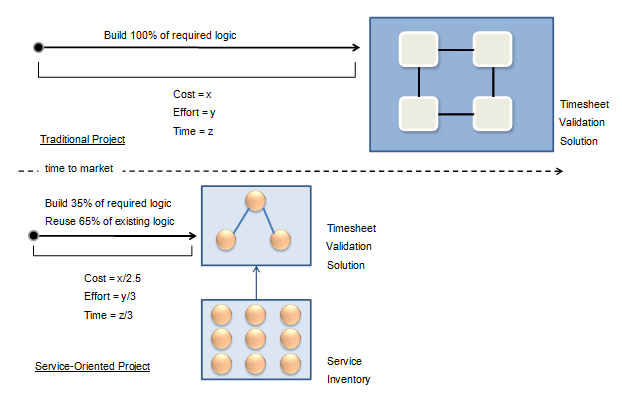 Build 100% of required logic
Cost = x
Effort = y
Time = z
Traditional Project
Timesheet
Validation
Solution
time to market
Build 35% of required logic
Reuse 65% of existing logic
Cost = x/2.5
Effort = y/3
Time = z/3
Service-Oriented Project
Timesheet
Validation
Solution
Service
Inventory